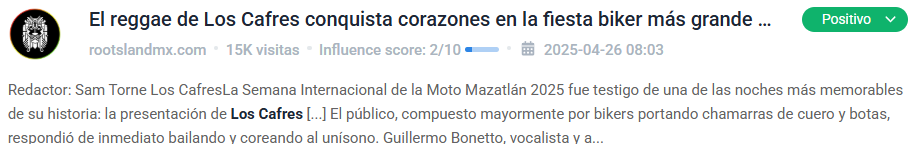 El reggae de Los Cafres conquista corazones en la fiesta biker más grande ...
Positivo
rootslandmx.com • 15K visitas • Influence score: 2/10 • 2025-04-26 08:03
Redactor: Sam Torne Los CafresLa Semana Internacional de la Moto Mazatlán 2025 fue testigo de una de las noches más memorables
de su historia: la presentación de Los Cafres [...] El público, compuesto mayormente por bikers portando chamarras de cuero y botas,
respondió de inmediato bailando y coreando al unísono. Guillermo Bonetto, vocalista y a...